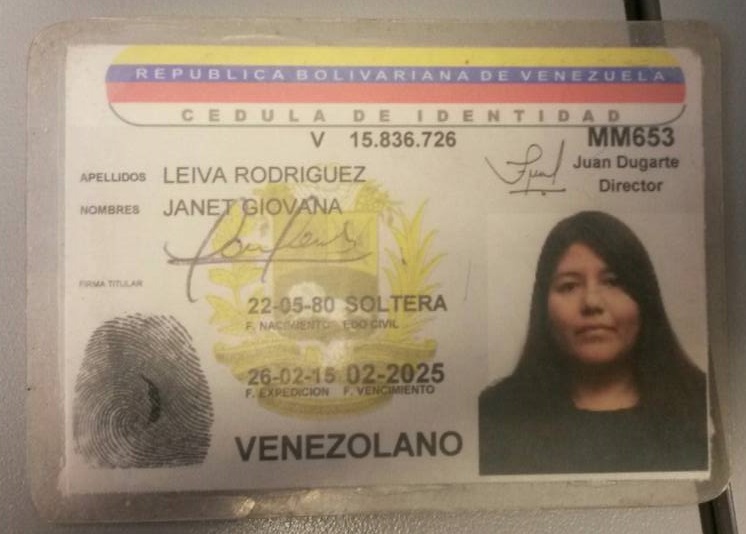 REPUBLICA BOLIVARIANA DE VENEZUELA
CEDULA DE IDENTIDAD
V 15.836.726
MM653
Juan Dugarte
Director
APELLIDOS LEIVA RODRIGUEZ
NOMBRES JANET GIOVANA
FIRMA TITULAR
22-05-80 SOLTERA
F. NACIMIENTO EDO CIVIL
26-02-15 02-2025
F. EXPEDICION F. VENCIMIENTO
VENEZOLANO